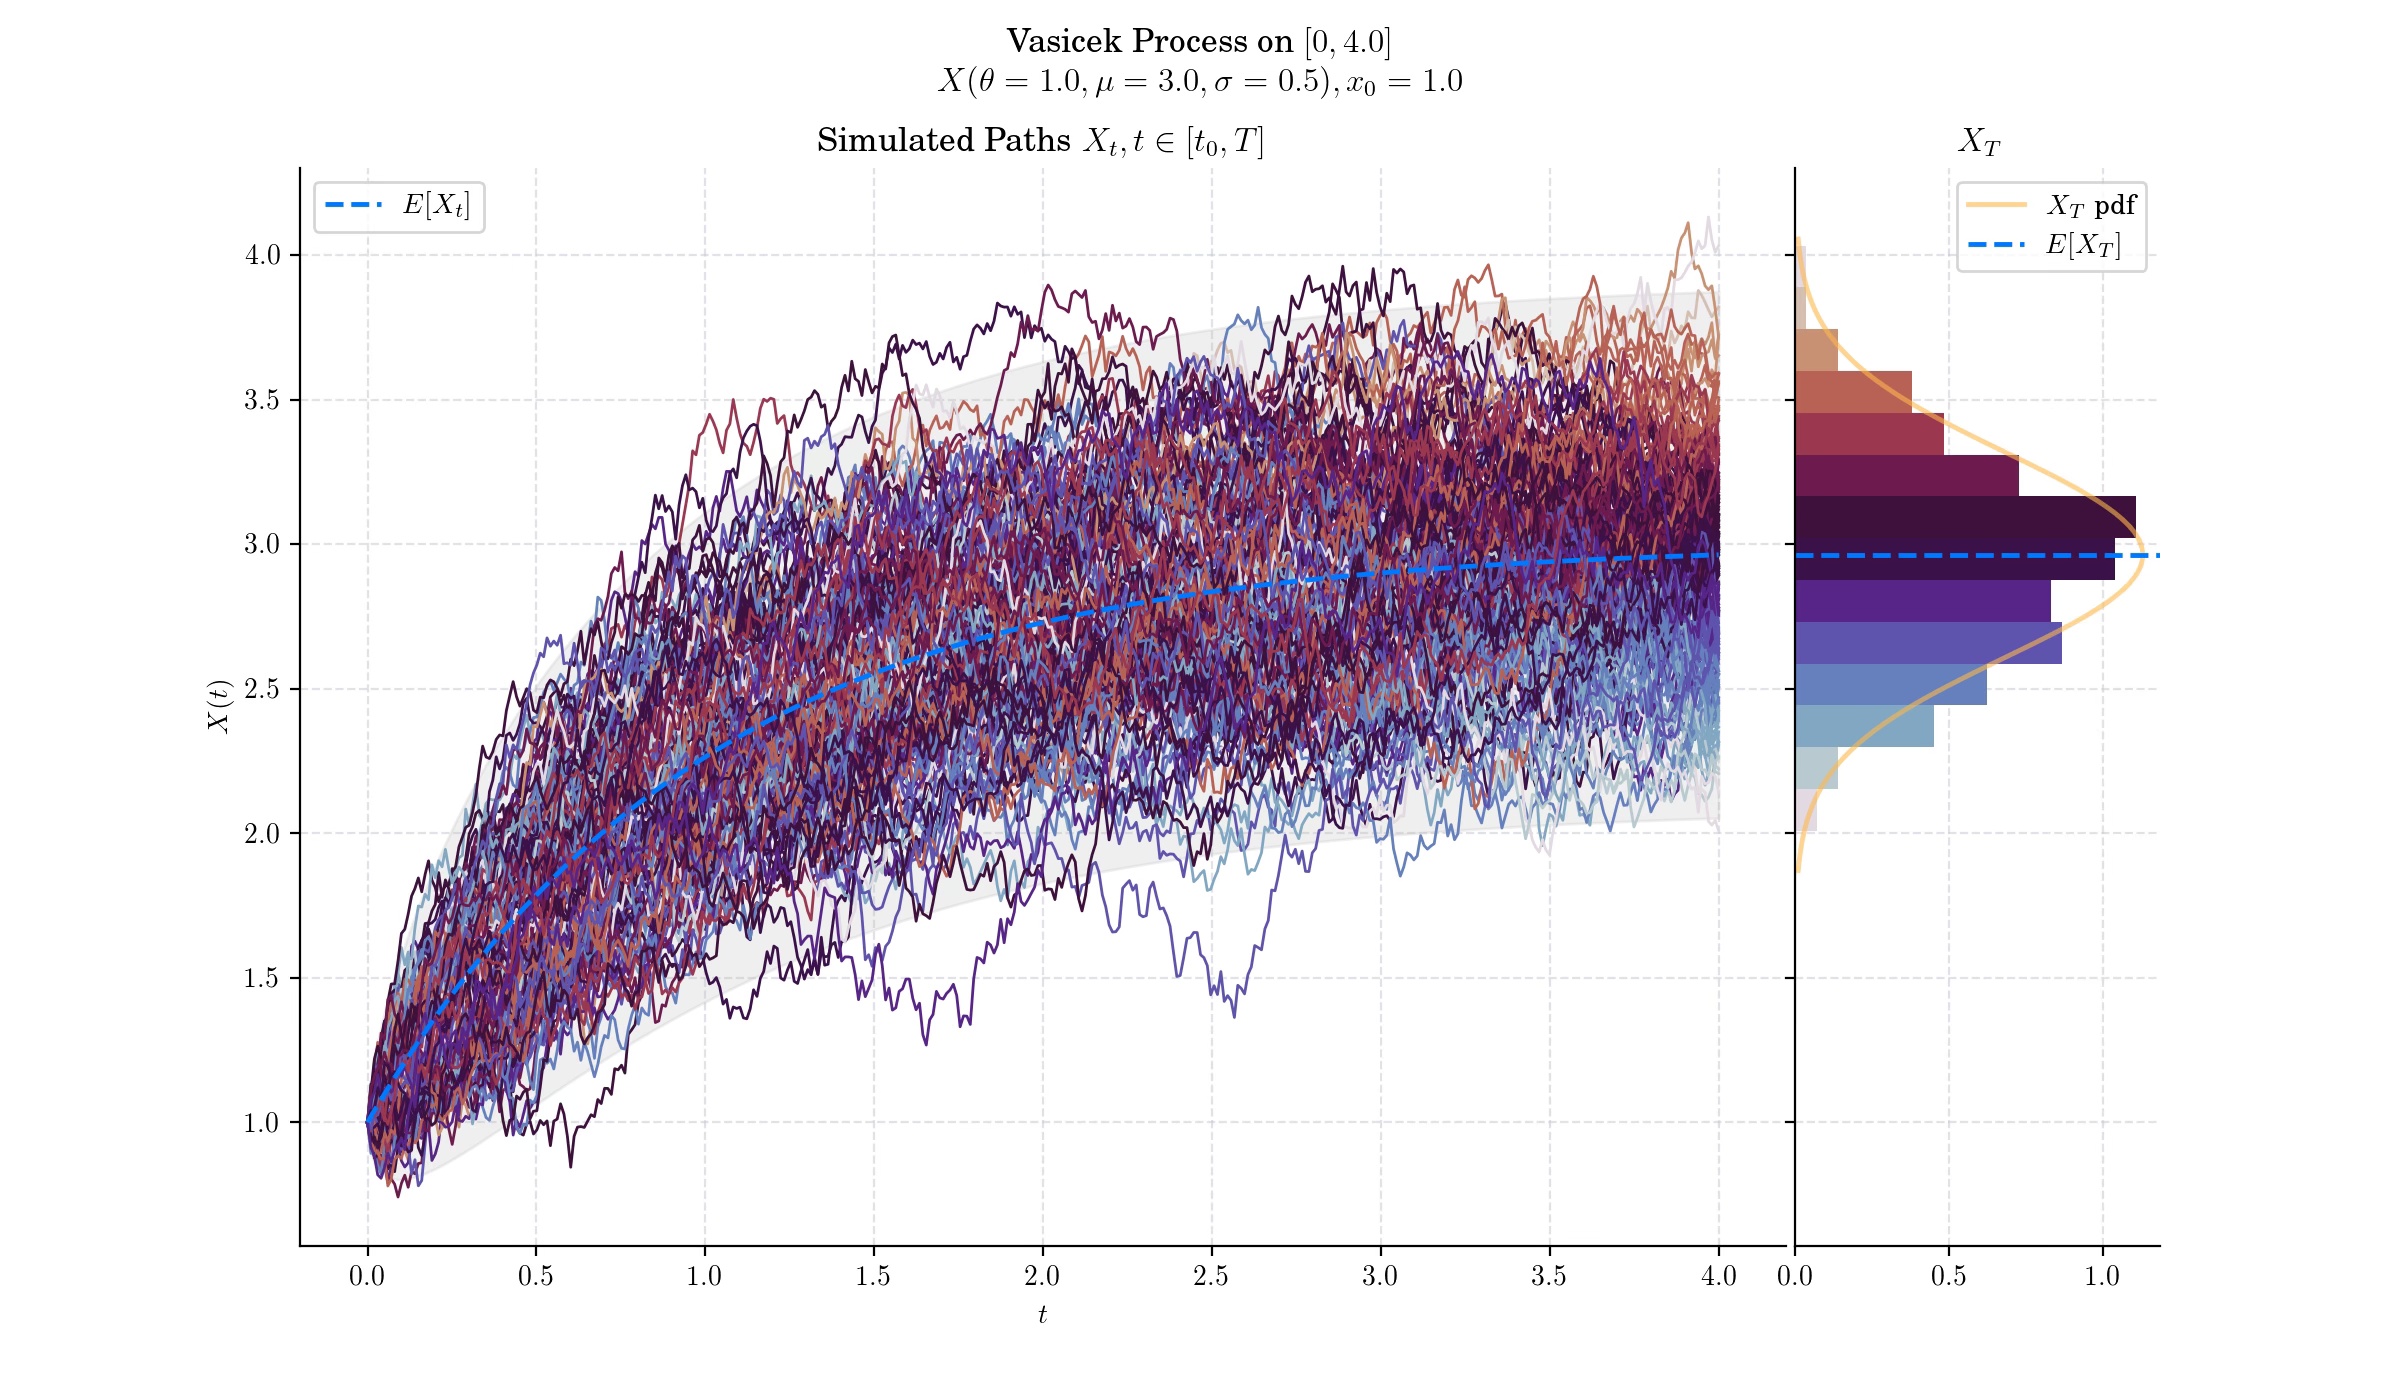 Vasicek Process on [0, 4.0]
X(θ = 1.0, μ = 3.0, σ = 0.5), x₀ = 1.0
Simulated Paths Xₜ, t ∈ [t₀, T]
E[Xₜ]
X(t)
4.0
3.5
3.0
2.5
2.0
1.5
1.0
0.0 0.5 1.0 1.5 2.0 2.5 3.0 3.5 4.0
t
X_T
X_T pdf
E[X_T]
0.0 0.5 1.0